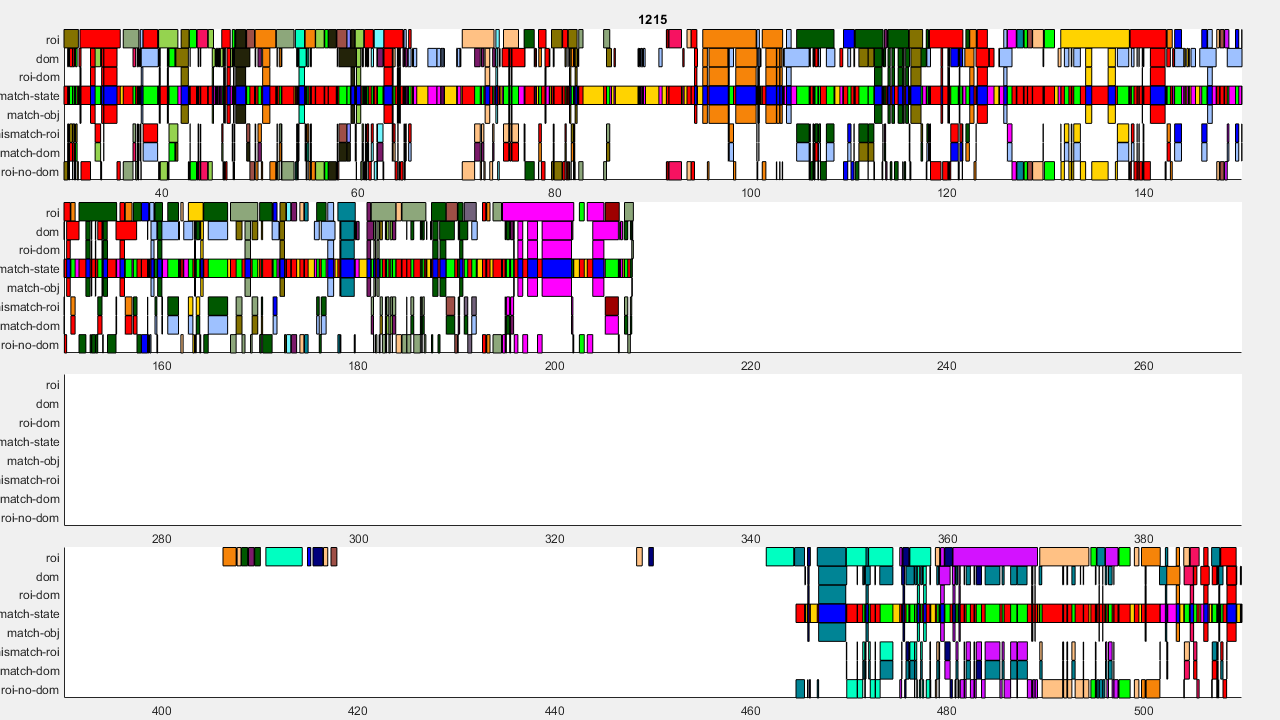 1215
roi
dom
roi-dom
match-state
match-obj
ismatch-roi
match-dom
roi-no-dom
40 60 80 100 120 140
roi
dom
roi-dom
match-state
match-obj
ismatch-roi
match-dom
roi-no-dom
160 180 200 220 240 260
roi
dom
roi-dom
match-state
match-obj
ismatch-roi
match-dom
roi-no-dom
280 300 320 340 360 380
roi
dom
roi-dom
match-state
match-obj
ismatch-roi
match-dom
roi-no-dom
400 420 440 460 480 500